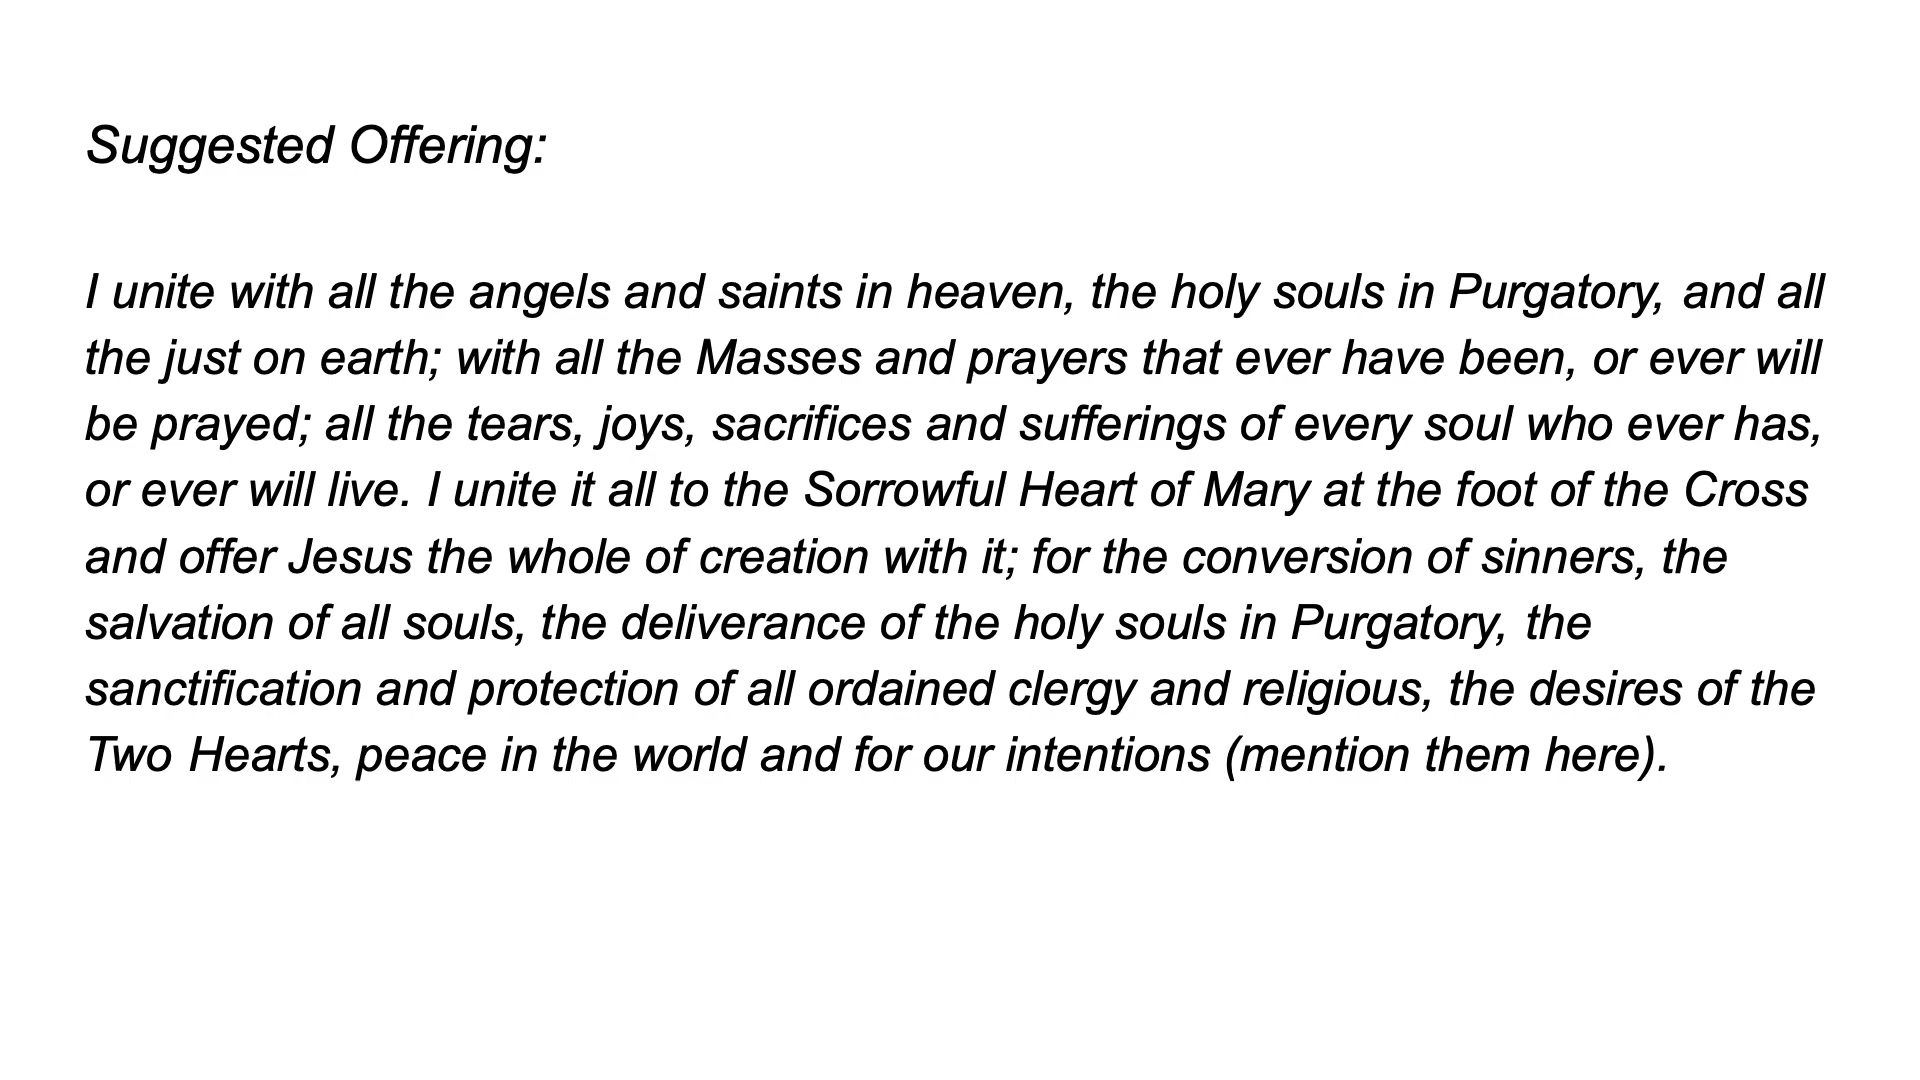 Suggested Offering:
I unite with all the angels and saints in heaven, the holy souls in Purgatory, and all
the just on earth; with all the Masses and prayers that ever have been, or ever will
be prayed; all the tears, joys, sacrifices and sufferings of every soul who ever has,
or ever will live. I unite it all to the Sorrowful Heart of Mary at the foot of the Cross
and offer Jesus the whole of creation with it; for the conversion of sinners, the
salvation of all souls, the deliverance of the holy souls in Purgatory, the
sanctification and protection of all ordained clergy and religious, the desires of the
Two Hearts, peace in the world and for our intentions (mention them here).